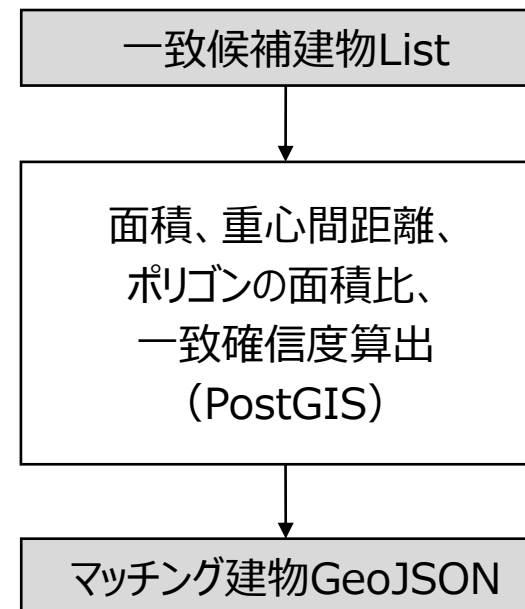 一致候補建物List
面積、重心間距離、
ポリゴンの面積比、
一致確信度算出
（PostGIS）
マッチング建物GeoJSON